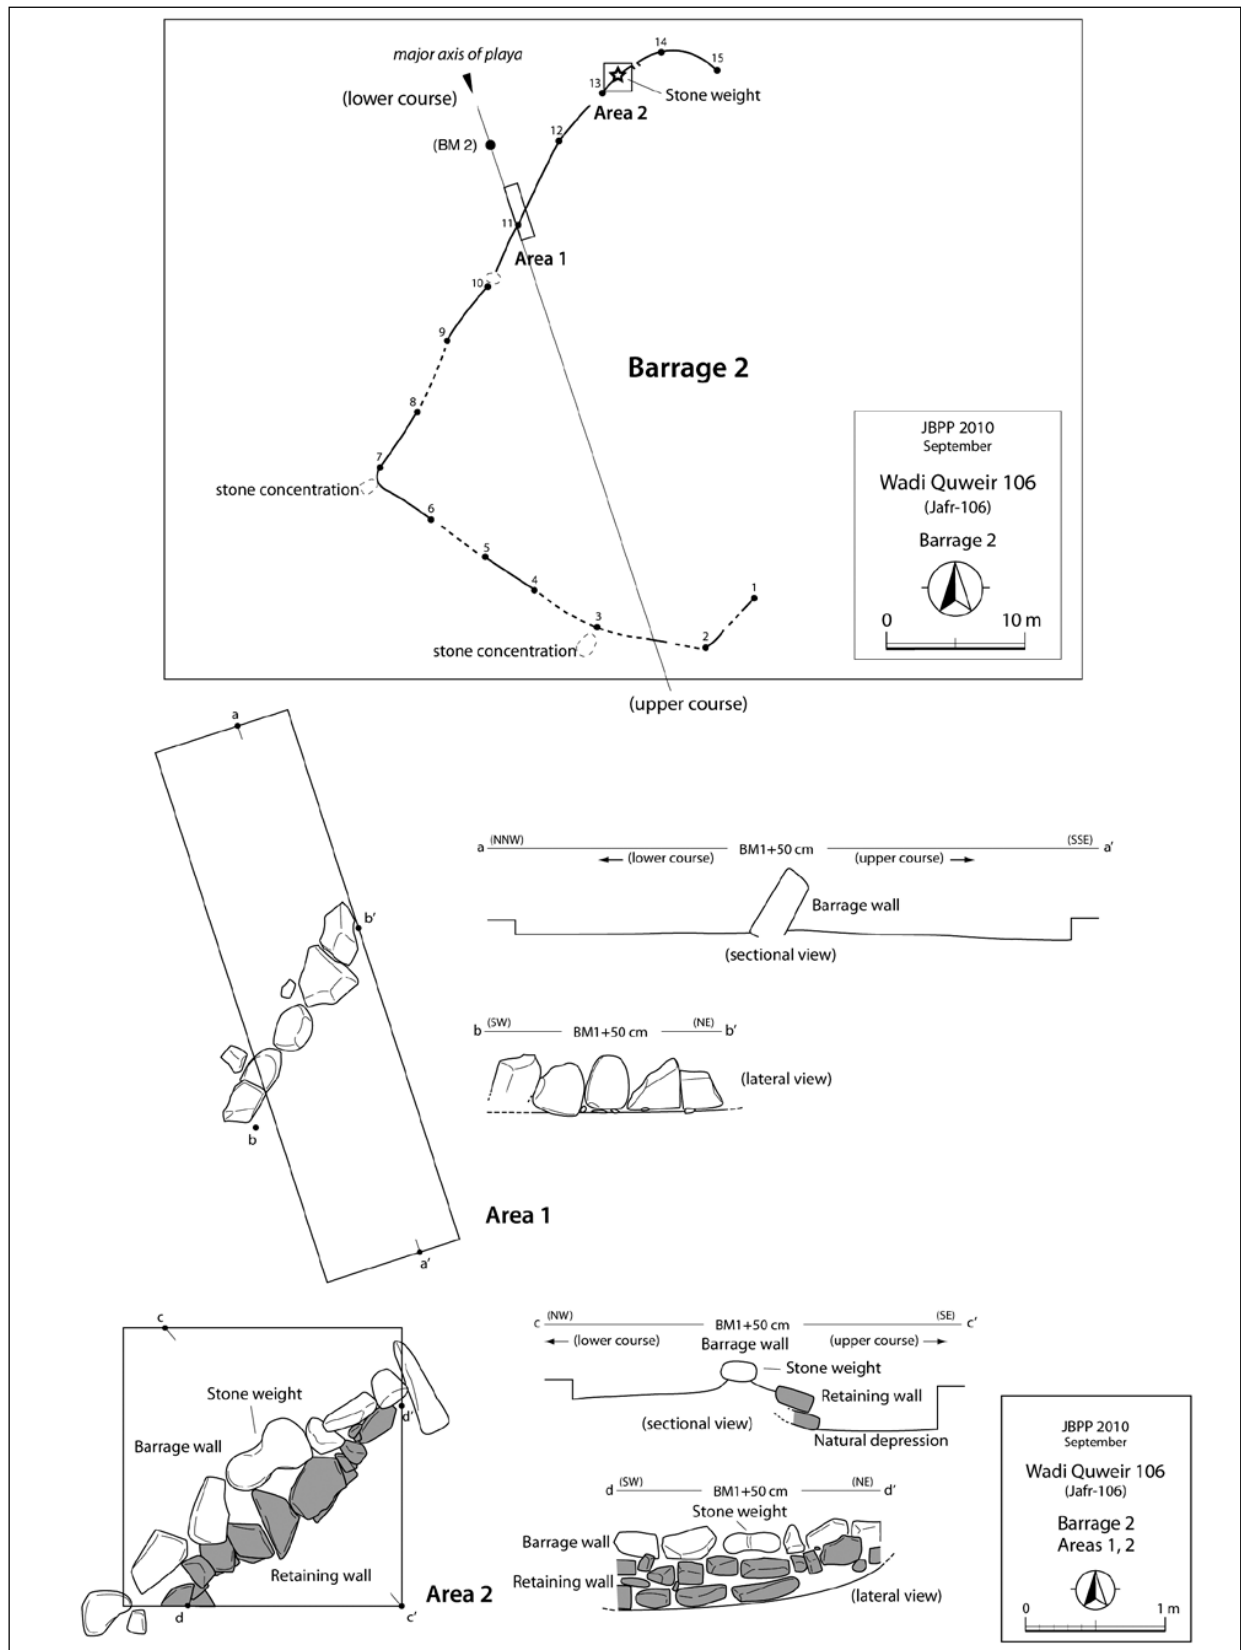 major axis of playa
(lower course)
(BM 2)
14
15
13
Stone weight
Area 2
12
11
Area 1
10
9
Barrage 2
8
7
stone concentration
6
5
4
3
stone concentration
2
1
(upper course)
JBPP 2010
September
Wadi Quweir 106
(Jafr-106)
Barrage 2
0 10 m
a
b'
b
a'
Area 1
a (NNW) BM1+50 cm (SSE) a'
(lower course) (upper course)
Barrage wall
(sectional view)
b (SW) BM1+50 cm (NE) b'
(lateral view)
c
Stone weight
d'
Barrage wall
Retaining wall
d
c'
Area 2
c (NW) BM1+50 cm (SE) c'
(lower course) Barrage wall (upper course)
Stone weight
Retaining wall
(sectional view)
Natural depression
d (SW) BM1+50 cm (NE) d'
Stone weight
Barrage wall
Retaining wall
(lateral view)
JBPP 2010
September
Wadi Quweir 106
(Jafr-106)
Barrage 2
Areas 1, 2
0 1 m